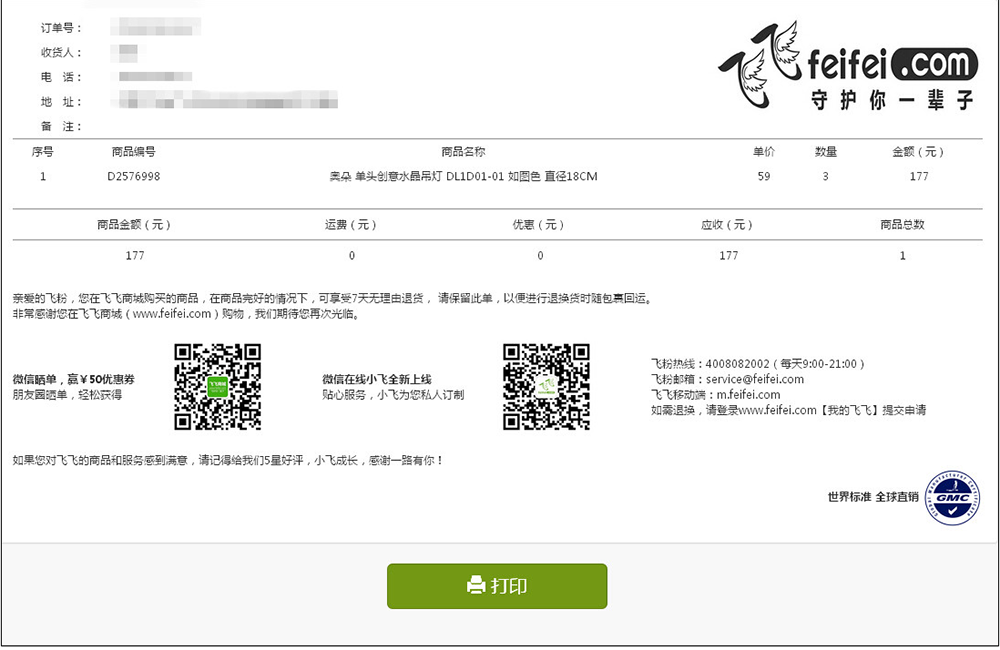 订单号：
收货人：
电 话：
地 址：
备 注：
feifei.com
守护你一辈子
序号 商品编号 商品名称 单价 数量 金额（元）
1 D2576998 奥朵 单头创意水晶吊灯 DL1D01-01 如图色 直径18CM 59 3 177
商品金额（元） 运费（元） 优惠（元） 应收（元） 商品总数
177 0 0 177 1
亲爱的飞粉，您在飞飞商城购买的商品，在商品完好的情况下，可享受7天无理由退货， 请保留此单，以便进行退换货时随包裹回运。
非常感谢您在飞飞商城（www.feifei.com）购物，我们期待您再次光临。
微信晒单，赢￥50优惠券
朋友圈晒单，轻松获得
微信在线小飞全新上线
贴心服务，小飞为您私人订制
飞粉热线：4008082002（每天9:00-21:00）
飞粉邮箱：service@feifei.com
飞飞移动端：m.feifei.com
如需退换，请登录www.feifei.com【我的飞飞】提交申请
如果您对飞飞的商品和服务感到满意，请记得给我们5星好评，小飞成长，感谢一路有你！
世界标准 全球直销
GMC
打印